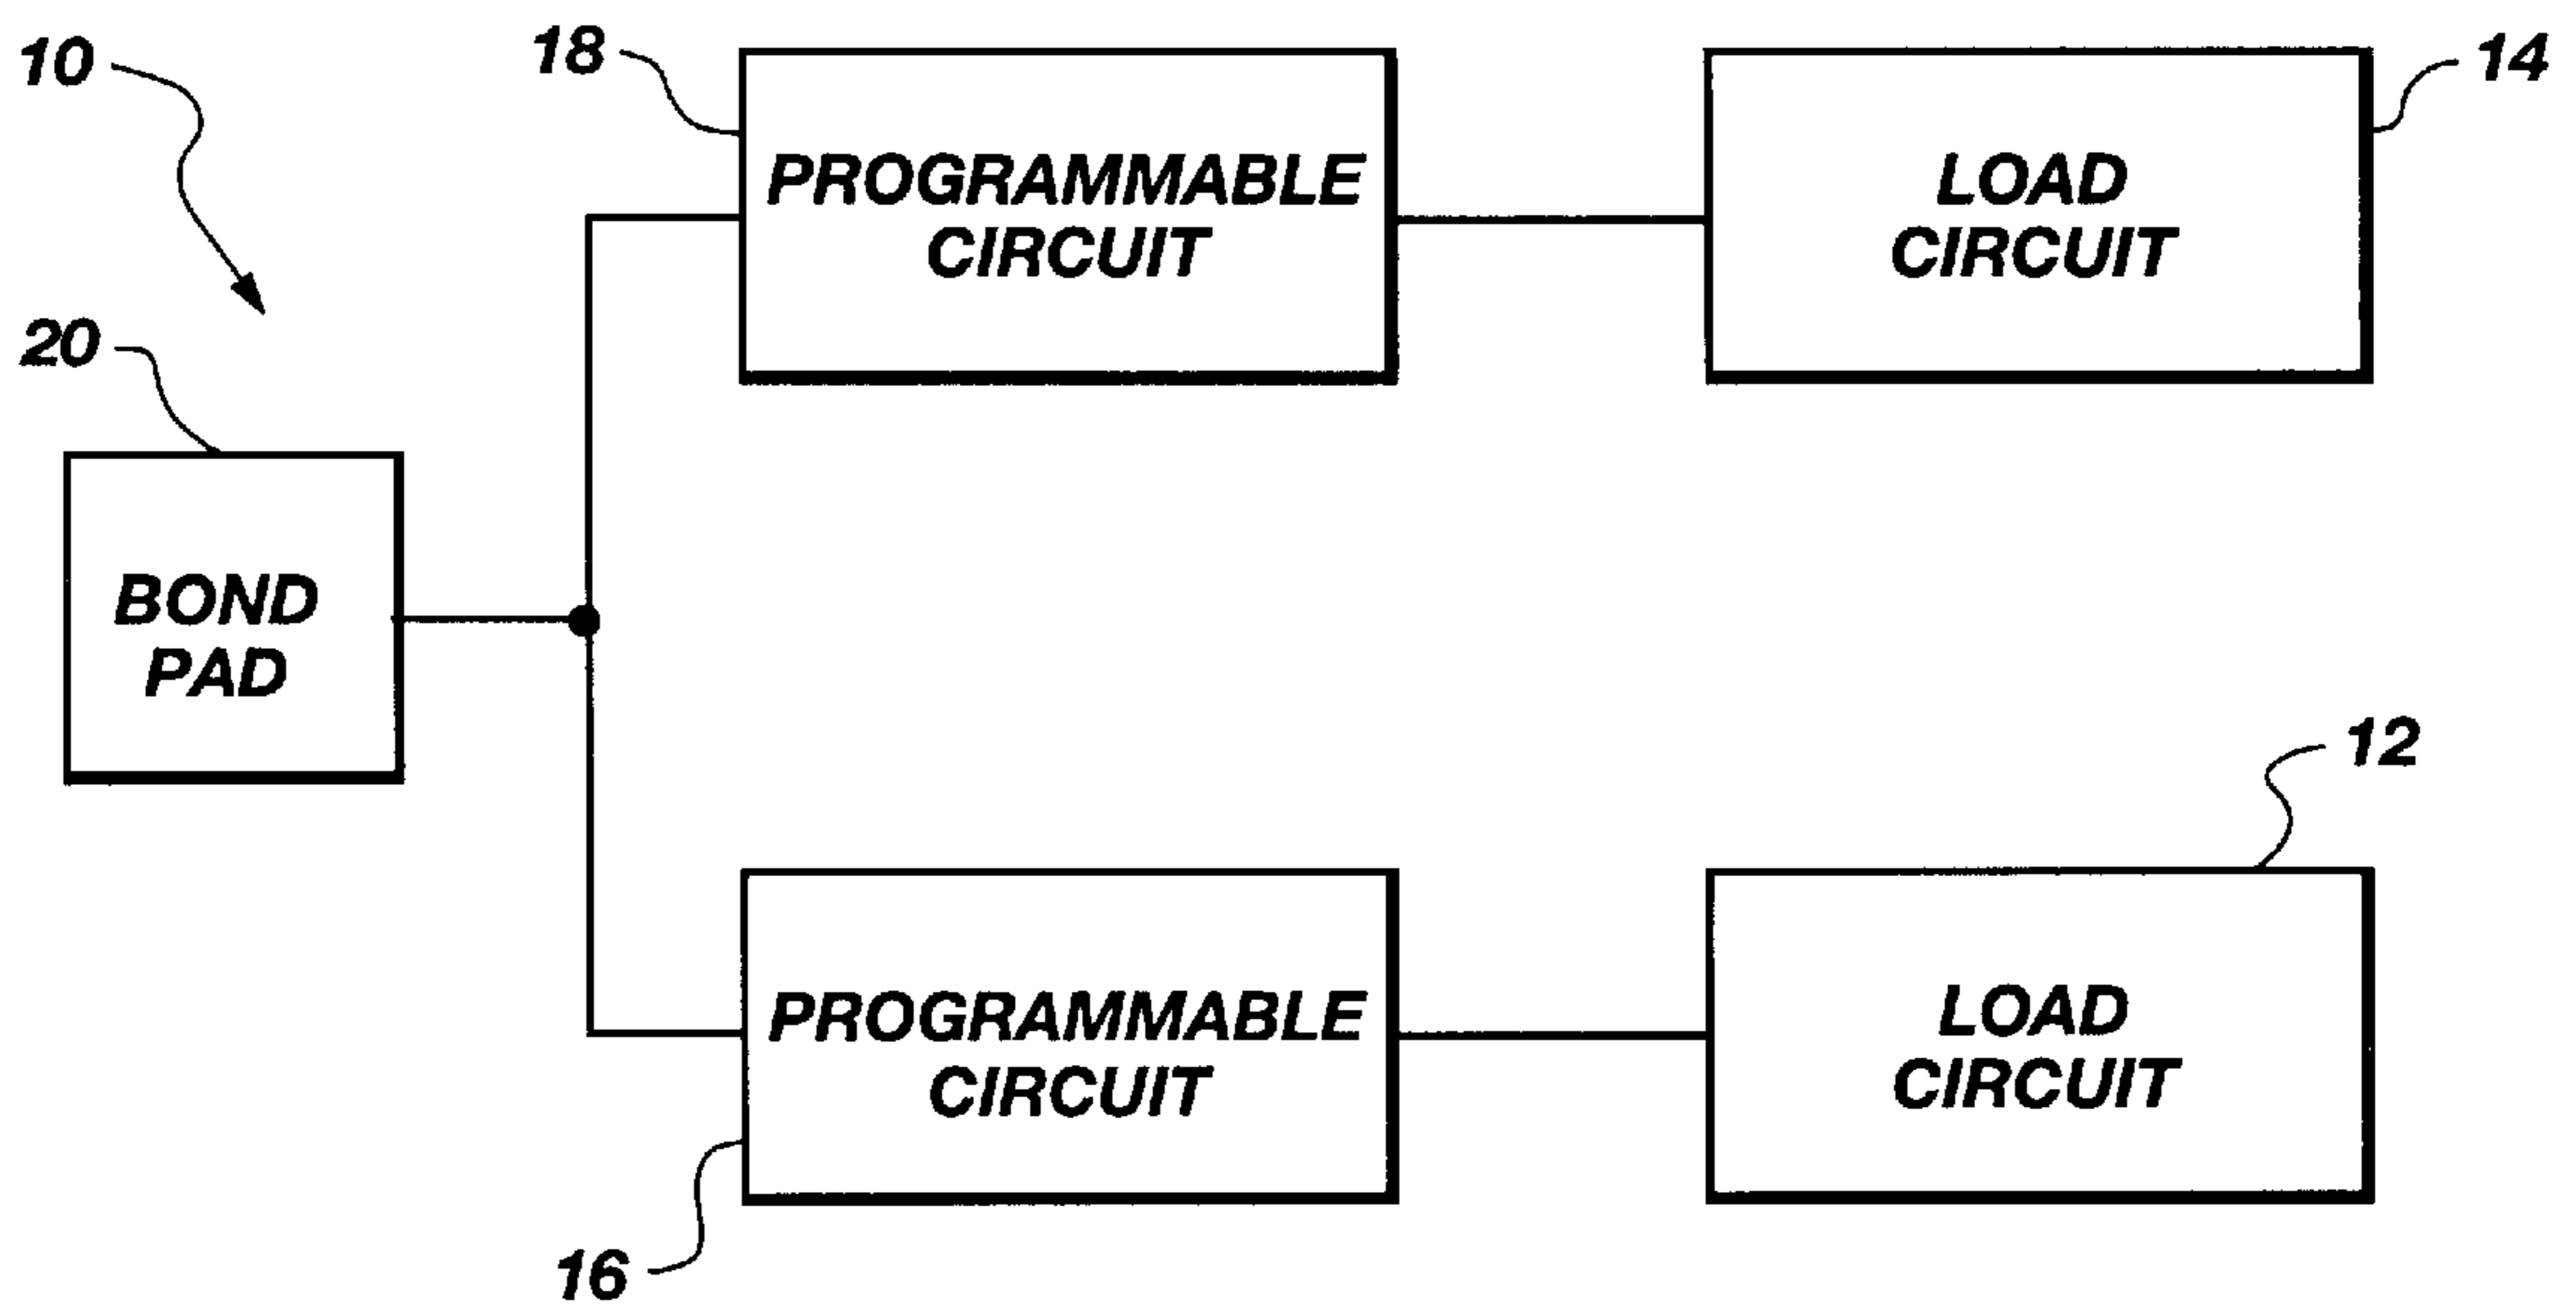 10
18
PROGRAMMABLE
CIRCUIT
LOAD
CIRCUIT
14
20
BOND
PAD
12
PROGRAMMABLE
CIRCUIT
LOAD
CIRCUIT
16